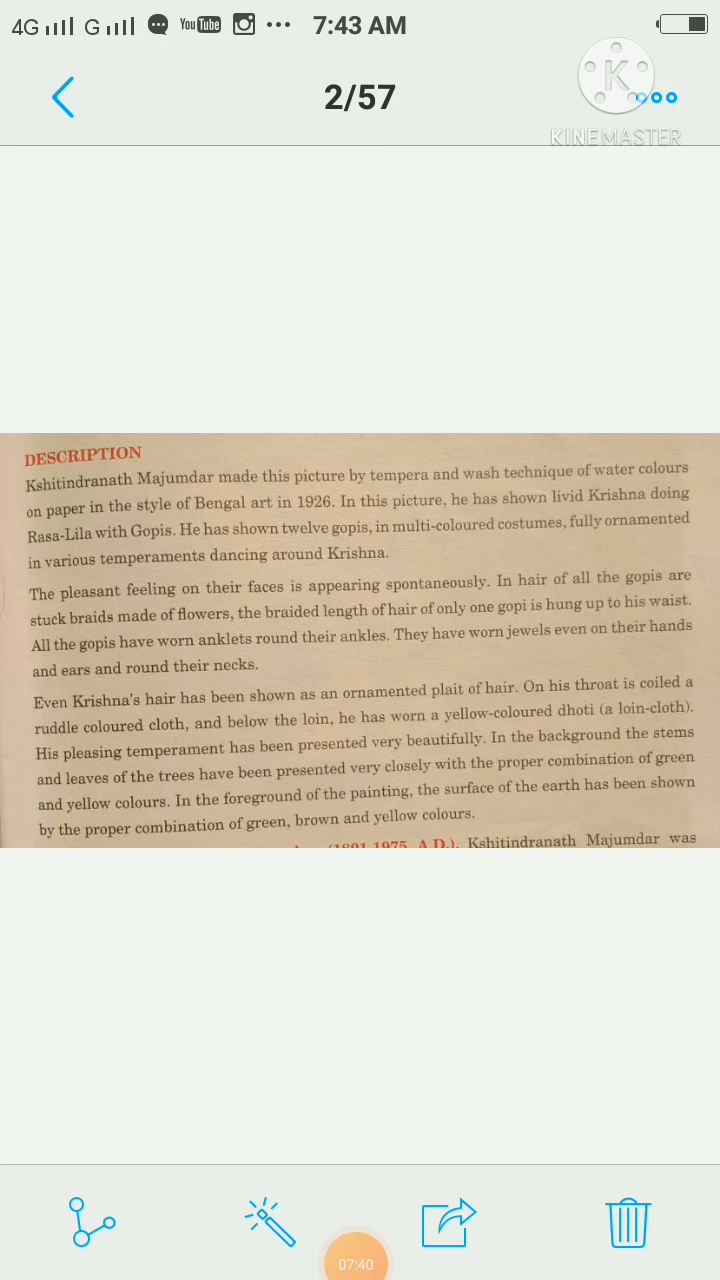 4G G You Tube 7:43 AM
2/57
K
KINEMASTER
DESCRIPTION
Kshitindranath Majumdar made this picture by tempera and wash technique of water colours
on paper in the style of Bengal art in 1926. In this picture, he has shown livid Krishna doing
Rasa-Lila with Gopis. He has shown twelve gopis, in multi-coloured costumes, fully ornamented
in various temperaments dancing around Krishna.
The pleasant feeling on their faces is appearing spontaneously. In hair of all the gopis are
stuck braids made of flowers, the braided length of hair of only one gopi is hung up to his waist.
All the gopis have worn anklets round their ankles. They have worn jewels even on their hands
and ears and round their necks.
Even Krishna's hair has been shown as an ornamented plait of hair. On his throat is coiled a
ruddle coloured cloth, and below the loin, he has worn a yellow-coloured dhoti (a loin-cloth).
His pleasing temperament has been presented very beautifully. In the background the stems
and leaves of the trees have been presented very closely with the proper combination of green
and yellow colours. In the foreground of the painting, the surface of the earth has been shown
by the proper combination of green, brown and yellow colours.
(1891-1975 A.D.). Kshitindranath Majumdar was
07:40